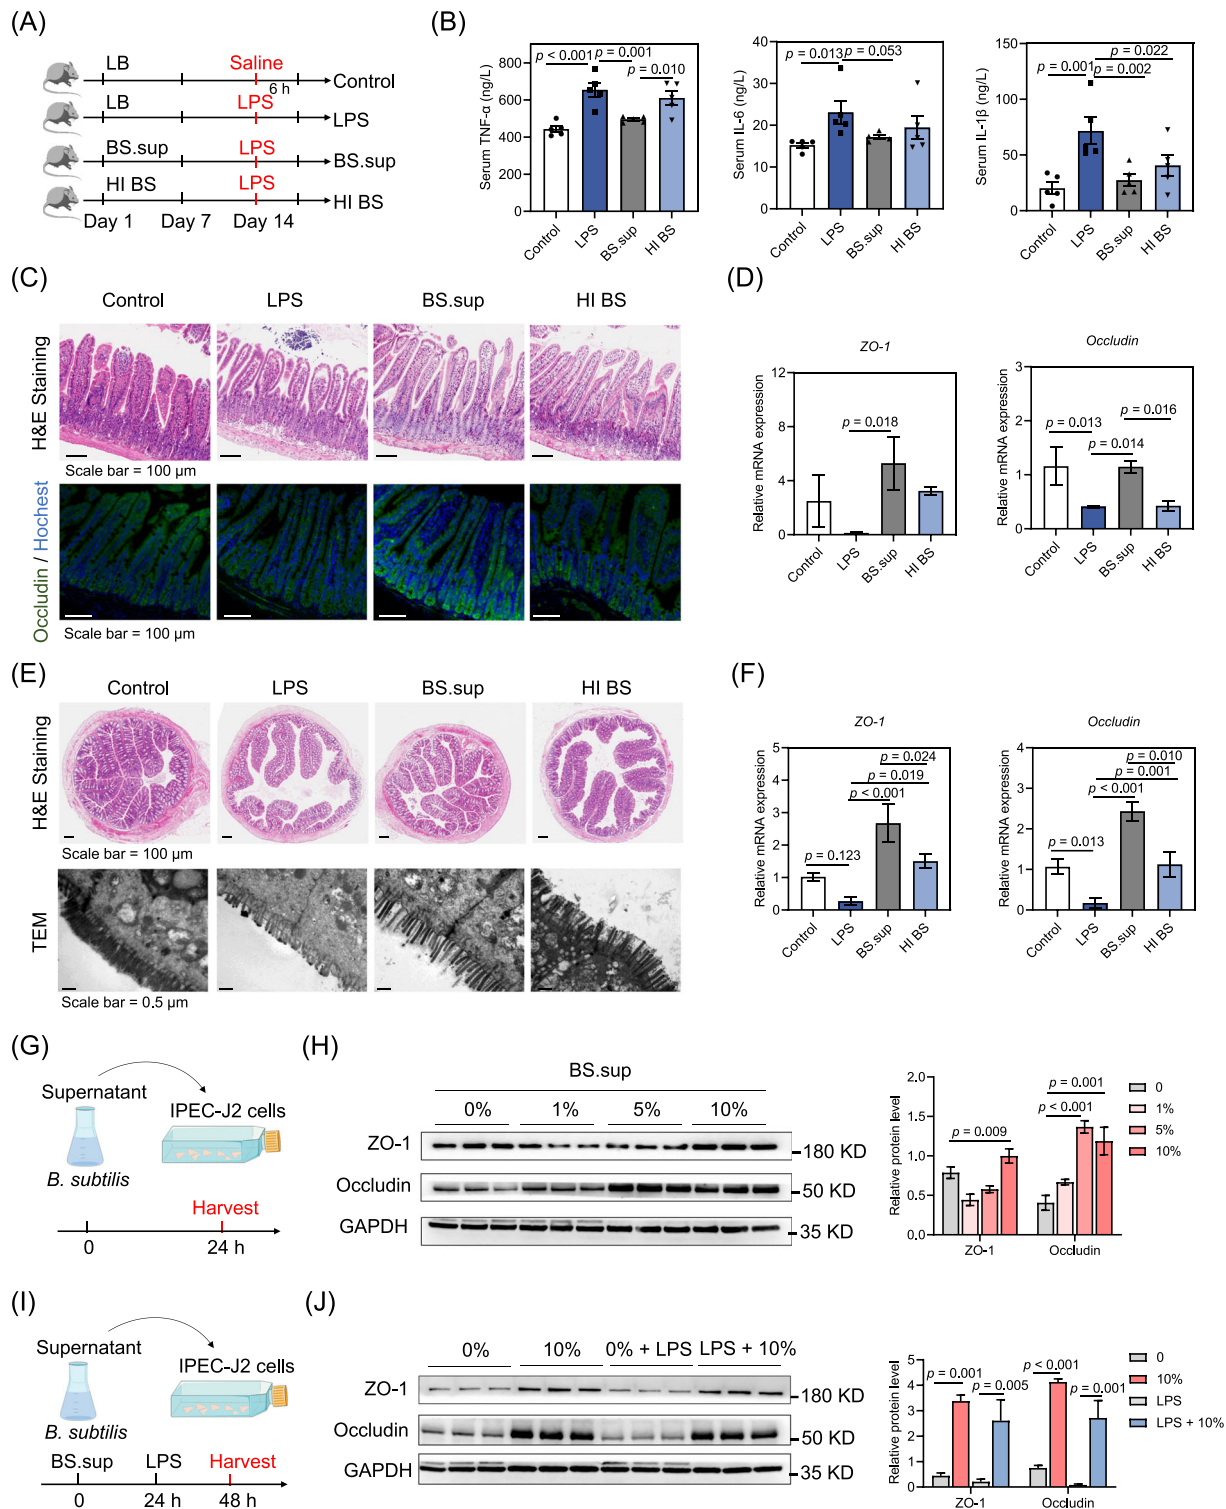 (A)
LB
Saline
6 h
Control
LB
LPS
LPS
BS.sup
LPS
BS.sup
HI BS
LPS
HI BS
Day 1
Day 7
Day 14
(B)
Serum TNF-α (ng/L)
800
600
400
200
0
p < 0.001
p = 0.001
p = 0.010
Control
LPS
BS.sup
HI BS
Serum IL-6 (ng/L)
40
30
20
10
0
p = 0.013
p = 0.053
Control
LPS
BS.sup
HI BS
Serum IL-1β (ng/L)
150
100
50
0
p = 0.022
p = 0.001
p = 0.002
Control
LPS
BS.sup
HI BS
(C)
Control
LPS
BS.sup
HI BS
H&E Staining
Scale bar = 100 μm
Occludin / Hochest
Scale bar = 100 μm
(D)
ZO-1
Relative mRNA expression
12
9
6
3
0
p = 0.018
Control
LPS
BS.sup
HI BS
Occludin
Relative mRNA expression
3
2
1
0
p = 0.013
p = 0.016
p = 0.014
Control
LPS
BS.sup
HI BS
(E)
Control
LPS
BS.sup
HI BS
H&E Staining
Scale bar = 100 μm
TEM
Scale bar = 0.5 μm
(F)
ZO-1
Relative mRNA expression
5
4
3
2
1
0
p = 0.024
p = 0.019
p < 0.001
p = 0.123
Control
LPS
BS.sup
HI BS
Occludin
Relative mRNA expression
4
3
2
1
0
p = 0.010
p = 0.001
p < 0.001
p = 0.013
Control
LPS
BS.sup
HI BS
(G)
Supernatant
IPEC-J2 cells
B. subtilis
Harvest
0
24 h
(H)
BS.sup
0%
1%
5%
10%
ZO-1
180 KD
Occludin
50 KD
GAPDH
35 KD
Relative protein level
2.0
1.5
1.0
0.5
0.0
p = 0.009
p = 0.001
p < 0.001
ZO-1
Occludin
0
1%
5%
10%
(I)
Supernatant
IPEC-J2 cells
B. subtilis
BS.sup
LPS
Harvest
0
24 h
48 h
(J)
0%
10%
0% + LPS
LPS + 10%
ZO-1
180 KD
Occludin
50 KD
GAPDH
35 KD
Relative protein level
5
4
3
2
1
0
p = 0.001
p = 0.005
p < 0.001
p = 0.001
ZO-1
Occludin
0
10%
LPS
LPS + 10%